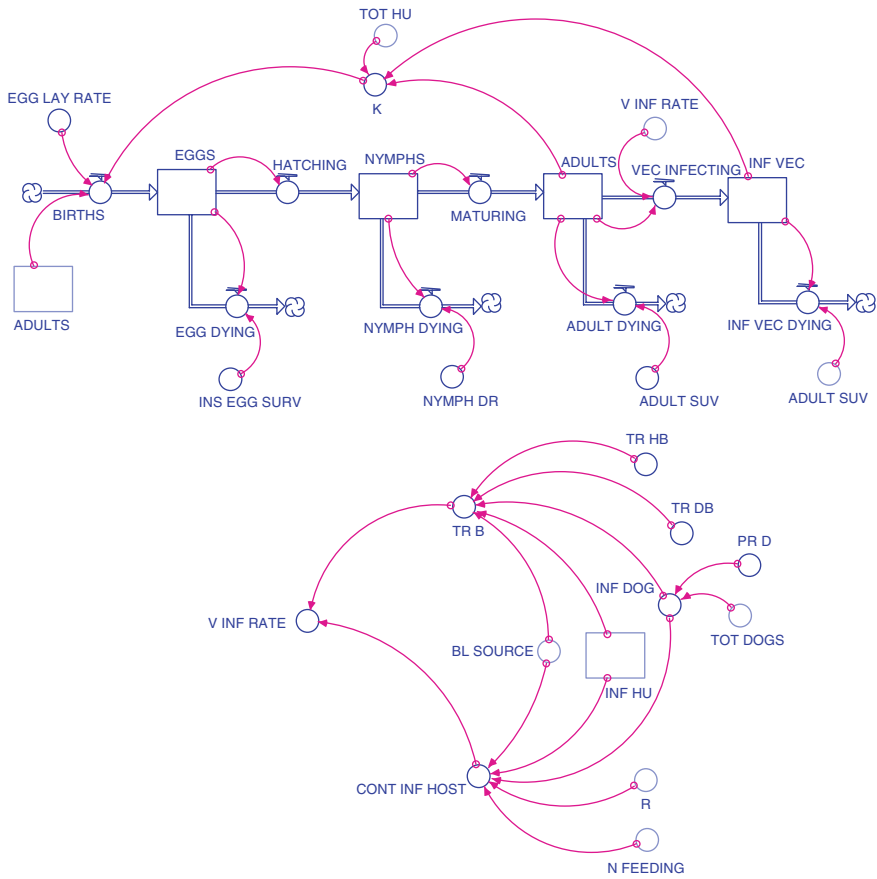 TOT HU
EGG LAY RATE
K
V INF RATE
EGGS
HATCHING
NYMPHS
ADULTS
VEC INFECTING
INF VEC
BIRTHS
MATURING
ADULTS
EGG DYING
NYMPH DYING
ADULT DYING
INF VEC DYING
INS EGG SURV
NYMPH DR
ADULT SUV
ADULT SUV
TR HB
TR DB
TR B
PR D
INF DOG
V INF RATE
TOT DOGS
BL SOURCE
INF HU
CONT INF HOST
R
N FEEDING